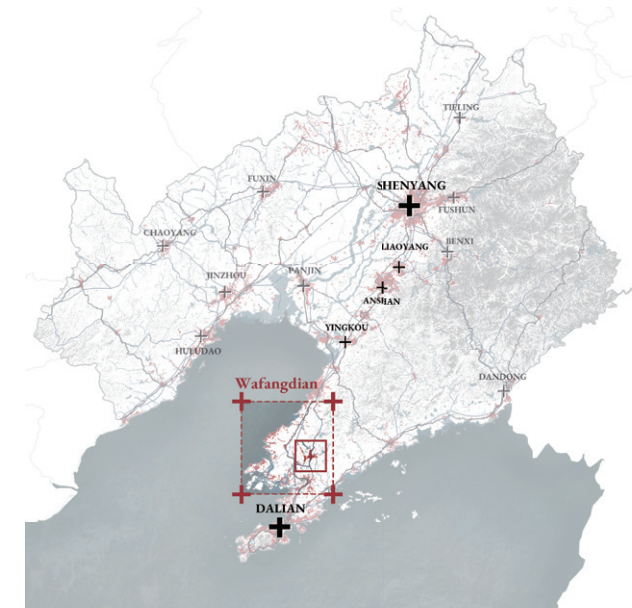 TIELING
SHENYANG
FUXIN
FUSHUN
CHAOYANG
LIAOYANG
BENXI
JINZHOU
PANJIN
ANSHAN
YINGKOU
HULUDAO
DANDONG
Wafangdian
DALIAN